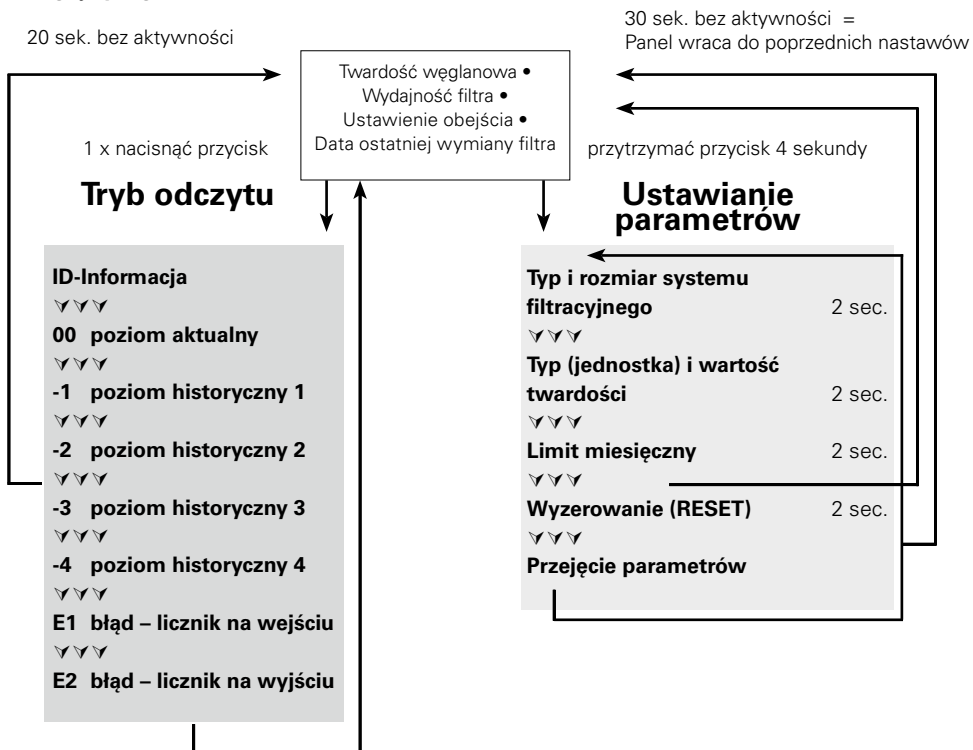 20 sek. bez aktywności
30 sek. bez aktywności =
Panel wraca do poprzednich nastawów
Twardość węglanowa •
Wydajność filtra •
Ustawienie obejścia •
Data ostatniej wymiany filtra
1 x nacisnąć przycisk
przytrzymać przycisk 4 sekundy
Tryb odczytu
ID-Informacja
00 poziom aktualny
-1 poziom historyczny 1
-2 poziom historyczny 2
-3 poziom historyczny 3
-4 poziom historyczny 4
E1 błąd – licznik na wejściu
E2 błąd – licznik na wyjściu
Ustawianie
parametrów
Typ i rozmiar systemu
filtracyjnego 2 sec.
Typ (jednostka) i wartość
twardości 2 sec.
Limit miesięczny 2 sec.
Wyzerowanie (RESET) 2 sec.
Przejęcie parametrów